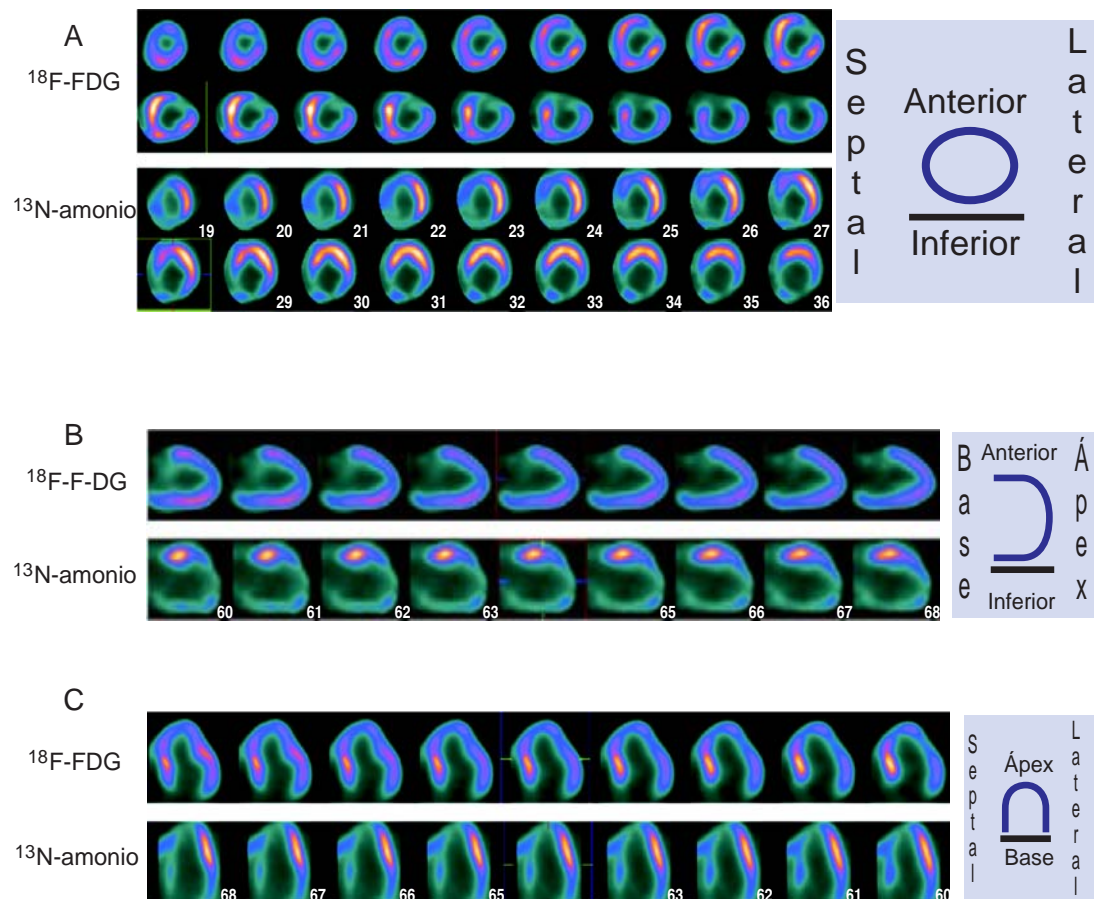 A
18F-FDG
13N-amonio
19 20 21 22 23 24 25 26 27
29 30 31 32 33 34 35 36
Septal
Anterior
Inferior
Lateral
B
18F-F-DG
13N-amonio
60 61 62 63 65 66 67 68
Base
Anterior
Inferior
Ápex
C
18F-FDG
13N-amonio
68 67 66 65 63 62 61 60
Septal
Ápex
Base
Lateral